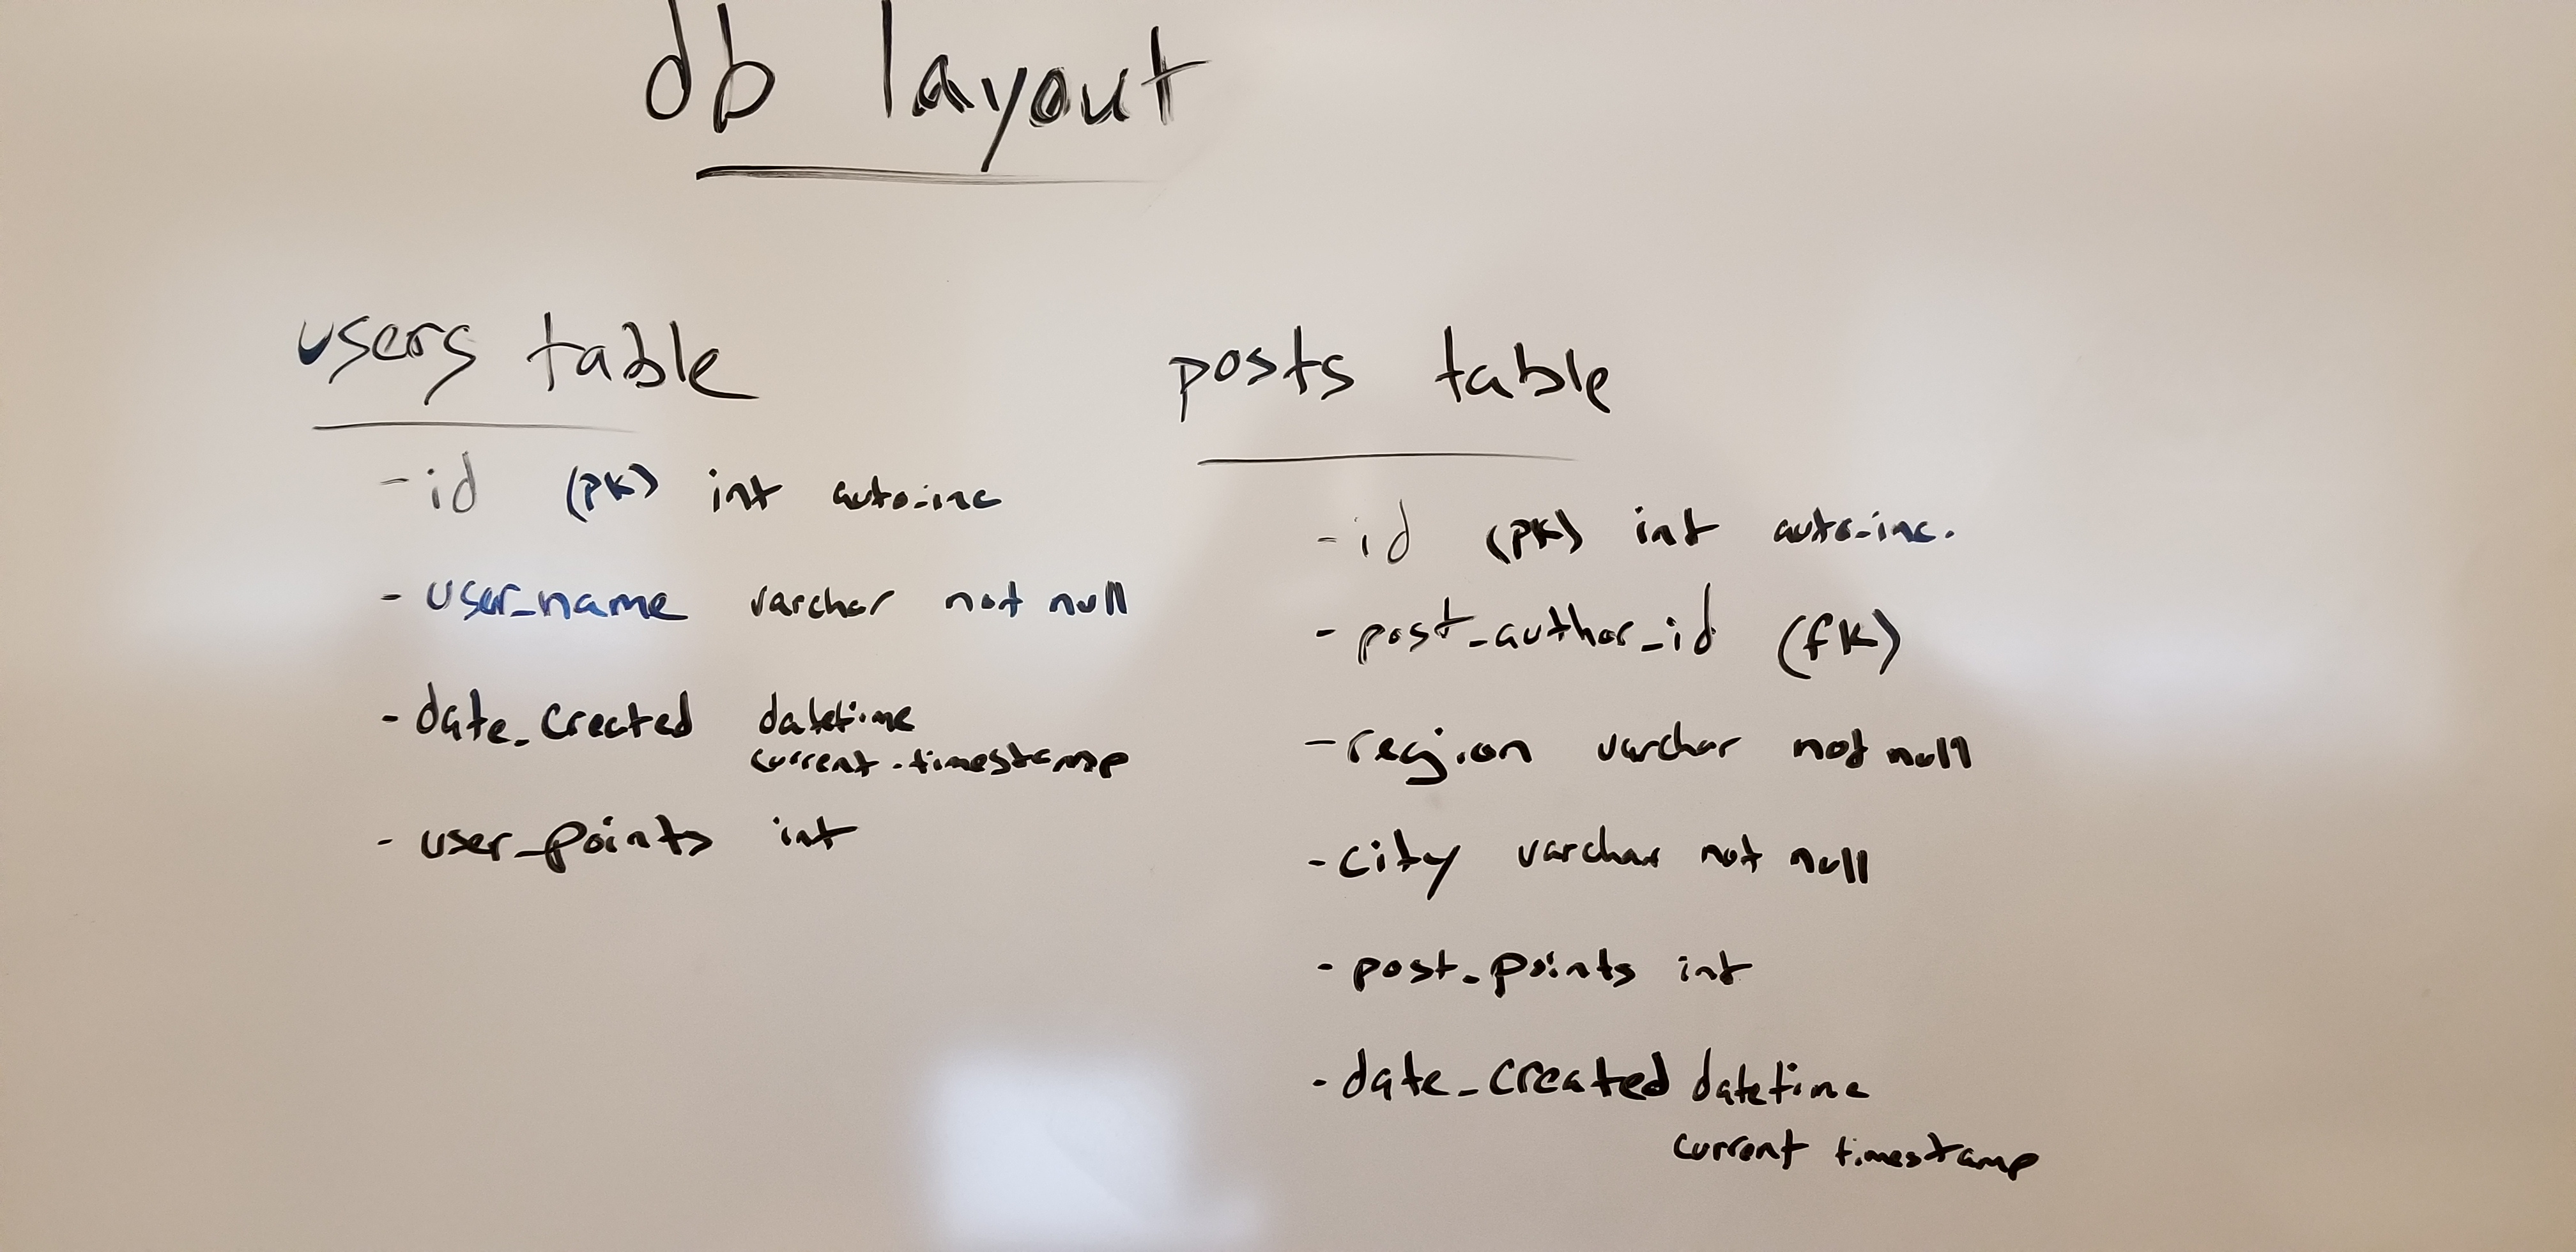 db layout
users table
- id (pk) int auto-inc
- user_name varchar not null
- date_created datetime
current-timestamp
- user_points int
posts table
- id (pk) int auto-inc.
- post_author_id (fk)
- region varchar not null
- city varchar not null
- post_points int
- date_created datetime
current timestamp